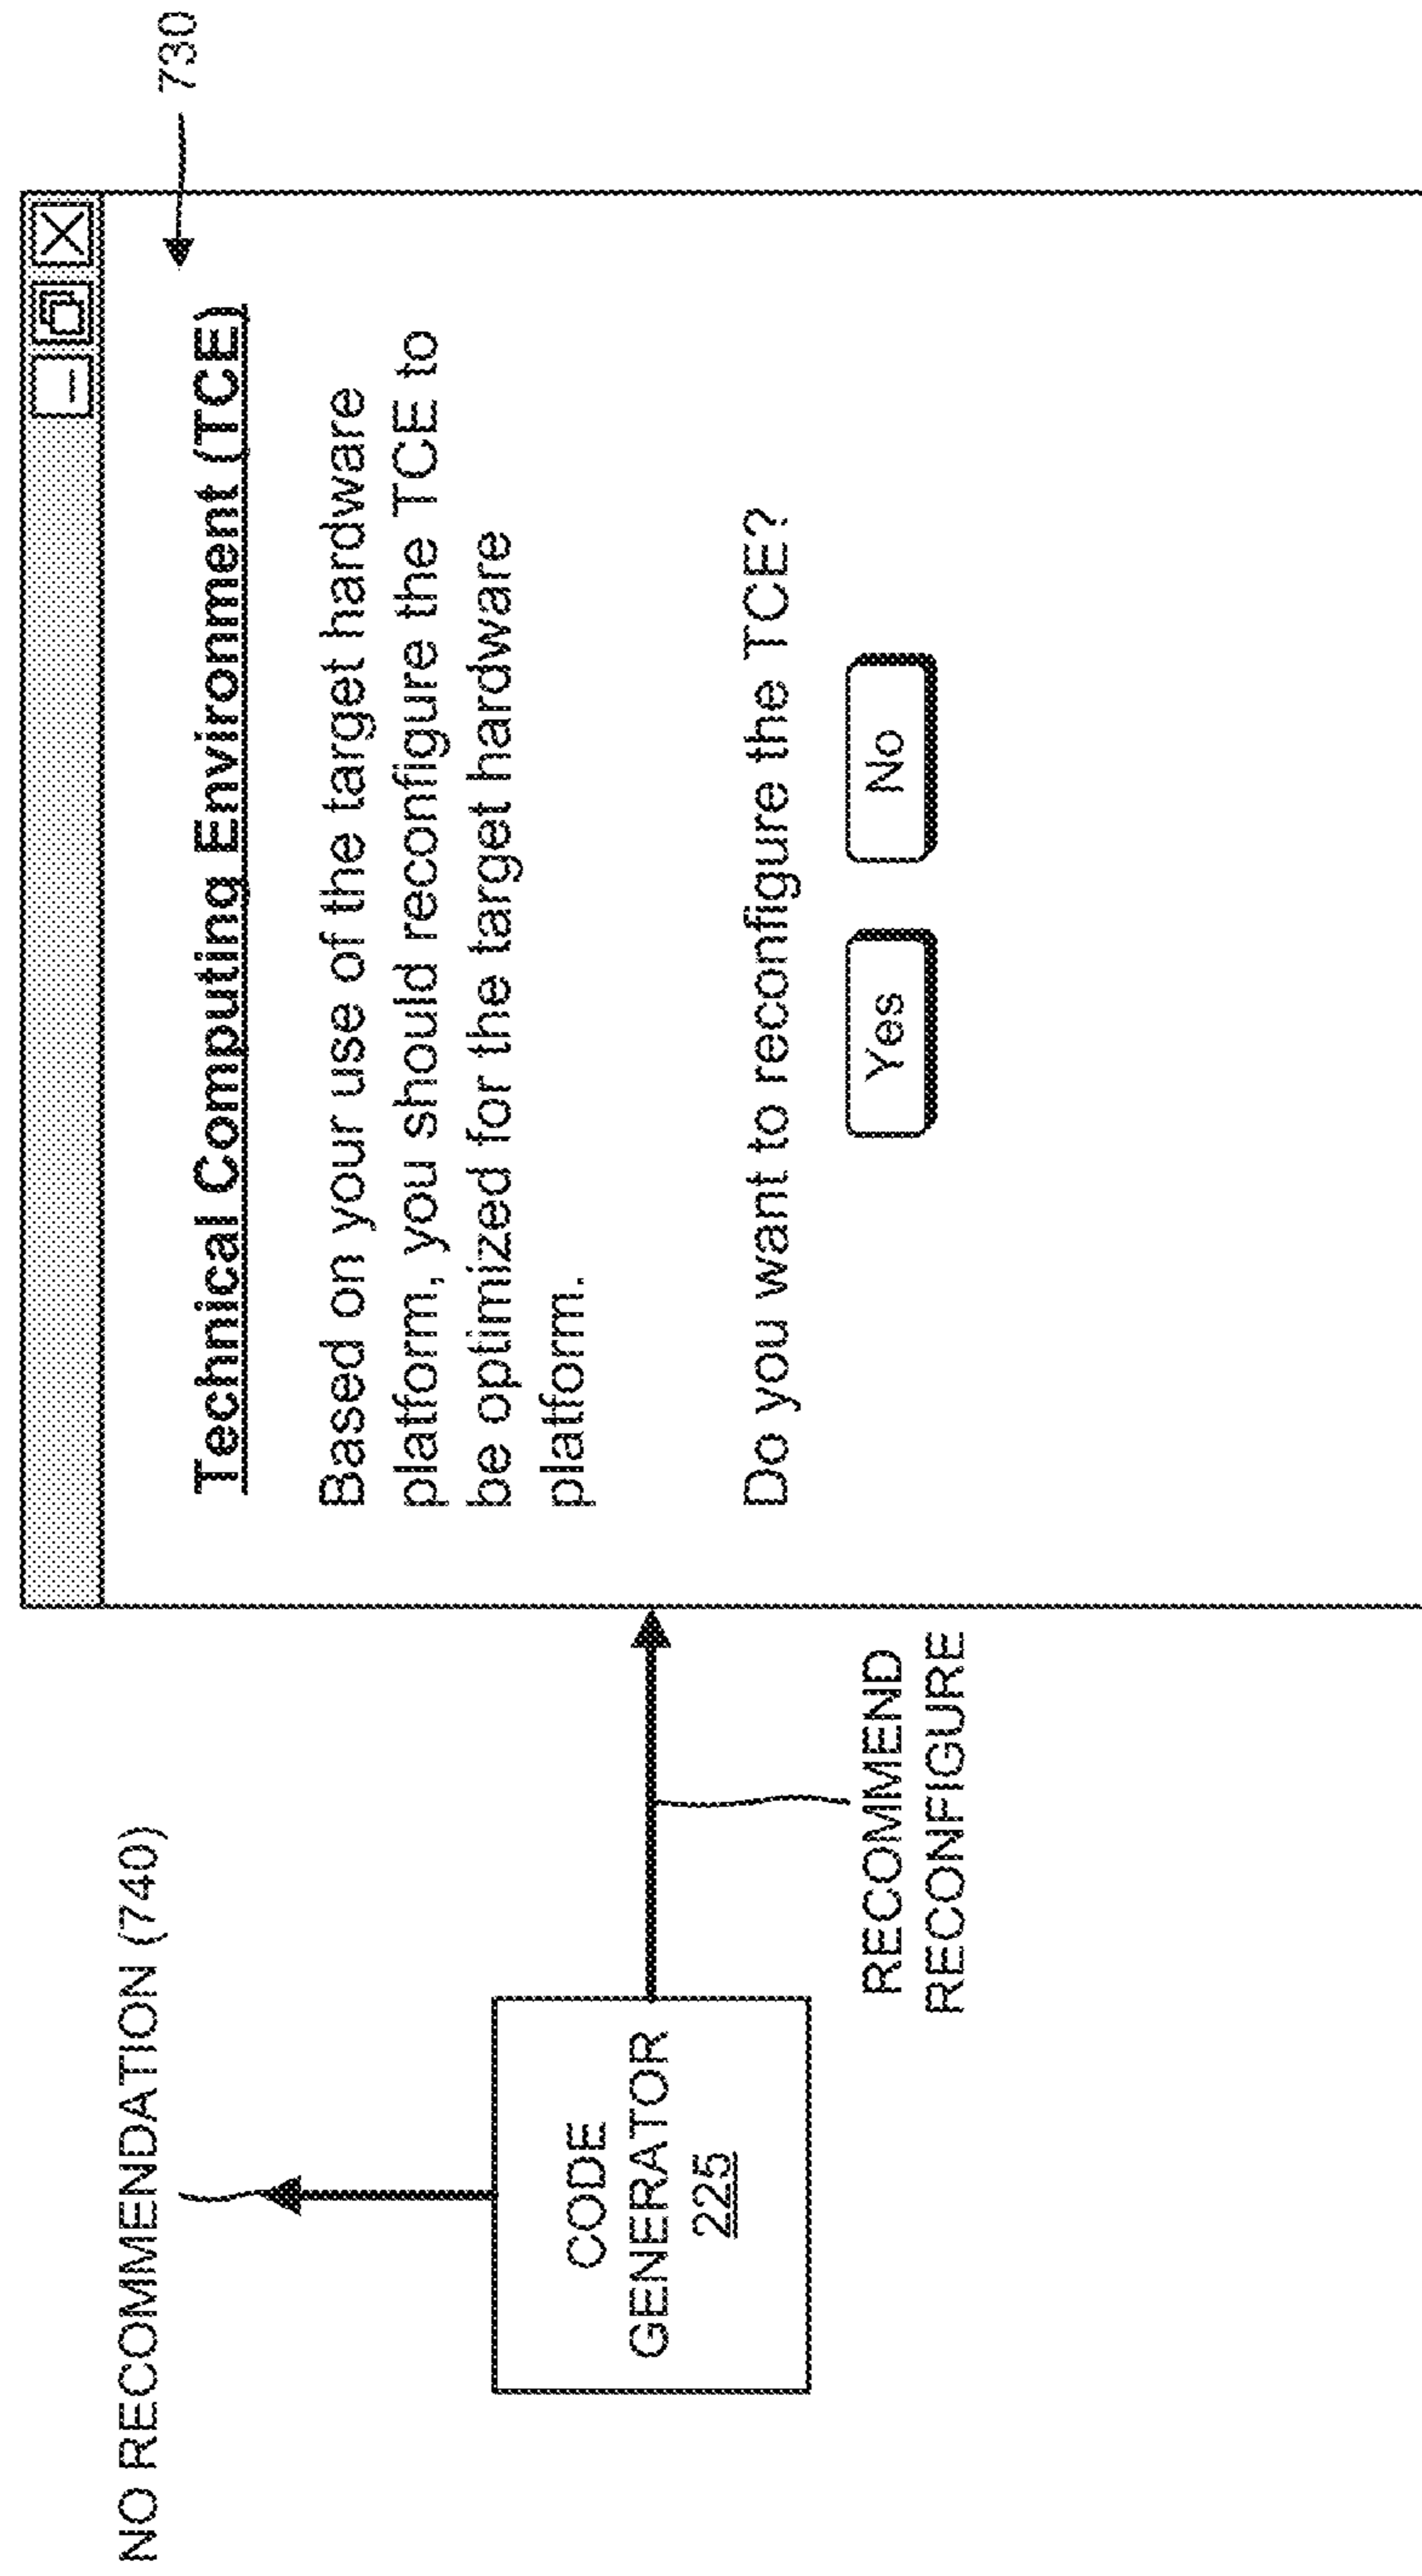 NO RECOMMENDATION (740)
CODE
GENERATOR
225
RECOMMEND
RECONFIGURE
730
Technical Computing Environment (TCE)
Based on your use of the target hardware
platform, you should reconfigure the TCE to
be optimized for the target hardware
platform.
Do you want to reconfigure the TCE?
Yes
No